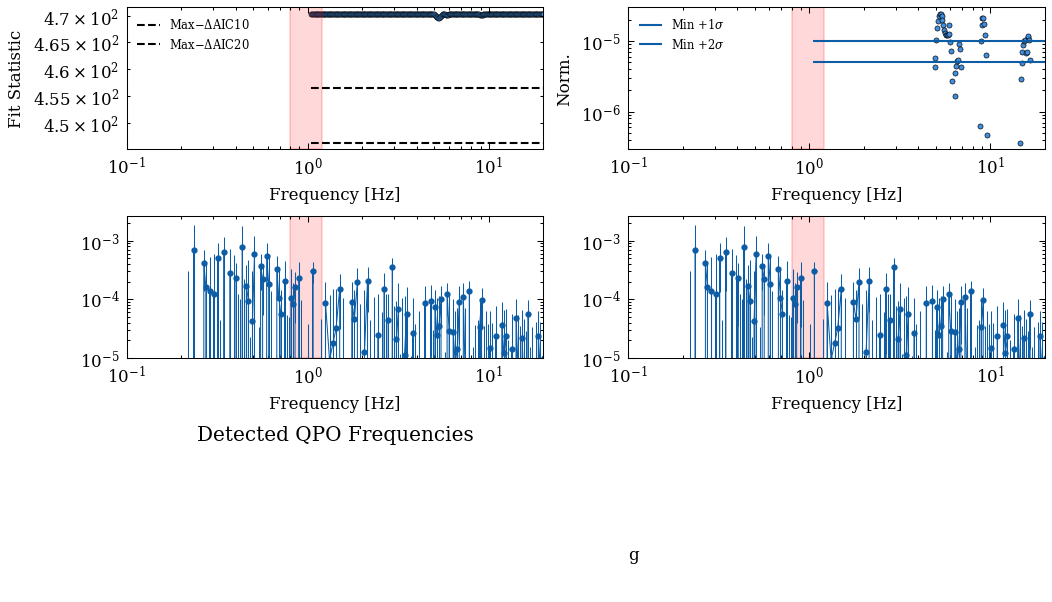 4.7 × 10²
4.65 × 10²
4.6 × 10²
4.55 × 10²
4.5 × 10²
Fit Statistic
Max−ΔAIC10
Max−ΔAIC20
10⁻¹ 10⁰ 10¹
Frequency [Hz]
10⁻⁵
10⁻⁶
Norm.
Min +1σ
Min +2σ
10⁻¹ 10⁰ 10¹
Frequency [Hz]
10⁻³
10⁻⁴
10⁻⁵
10⁻¹ 10⁰ 10¹
Frequency [Hz]
10⁻³
10⁻⁴
10⁻⁵
10⁻¹ 10⁰ 10¹
Frequency [Hz]
Detected QPO Frequencies
g